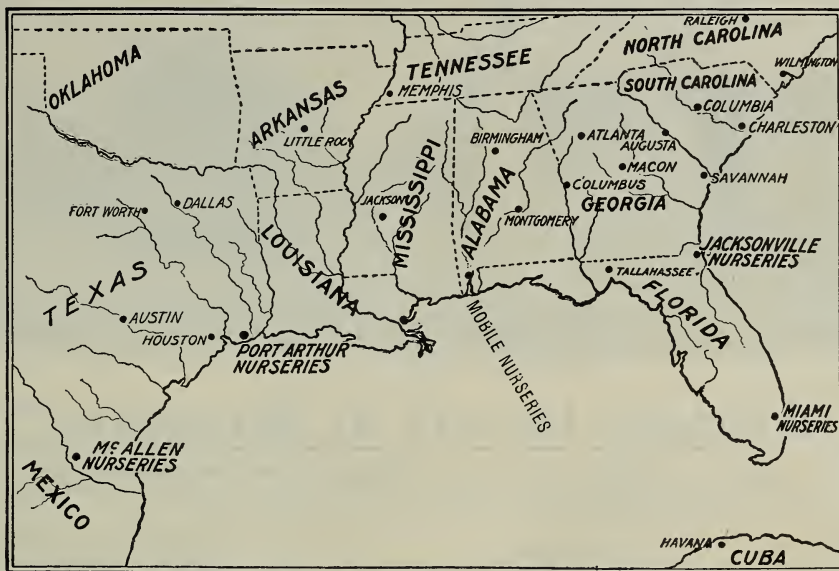 RALEIGH
NORTH CAROLINA
OKLAHOMA
TENNESSEE
WILMINGTON
SOUTH CAROLINA
MEMPHIS
ARKANSAS
COLUMBIA
LITTLE ROCK
CHARLESTON
BIRMINGHAM
ATLANTA
AUGUSTA
MACON
SAVANNAH
MISSISSIPPI
ALABAMA
COLUMBUS
GEORGIA
JACKSON
MONTGOMERY
FORT WORTH
DALLAS
LOUISIANA
JACKSONVILLE
NURSERIES
TALLAHASSEE
FLORIDA
TEXAS
AUSTIN
HOUSTON
PORT ARTHUR
NURSERIES
MOBILE NURSERIES
MIAMI
NURSERIES
Mc ALLEN
NURSERIES
MEXICO
HAVANA
CUBA